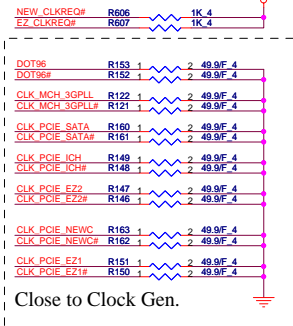 NEW_CLKREQ# R606 1K_4
EZ_CLKREQ# R607 1K_4
DOT96 R153 1 2 49.9/F_4
DOT96# R152 1 2 49.9/F_4
CLK_MCH_3GPLL R122 1 2 49.9/F_4
CLK_MCH_3GPLL# R121 1 2 49.9/F_4
CLK_PCIE_SATA R160 1 2 49.9/F_4
CLK_PCIE_SATA# R161 1 2 49.9/F_4
CLK_PCIE_ICH R149 1 2 49.9/F_4
CLK_PCIE_ICH# R148 1 2 49.9/F_4
CLK_PCIE_EZ2 R147 1 2 49.9/F_4
CLK_PCIE_EZ2# R146 1 2 49.9/F_4
CLK_PCIE_NEWC R163 1 2 49.9/F_4
CLK_PCIE_NEWC# R162 1 2 49.9/F_4
CLK_PCIE_EZ1 R151 1 2 49.9/F_4
CLK_PCIE_EZ1# R150 1 2 49.9/F_4
Close to Clock Gen.